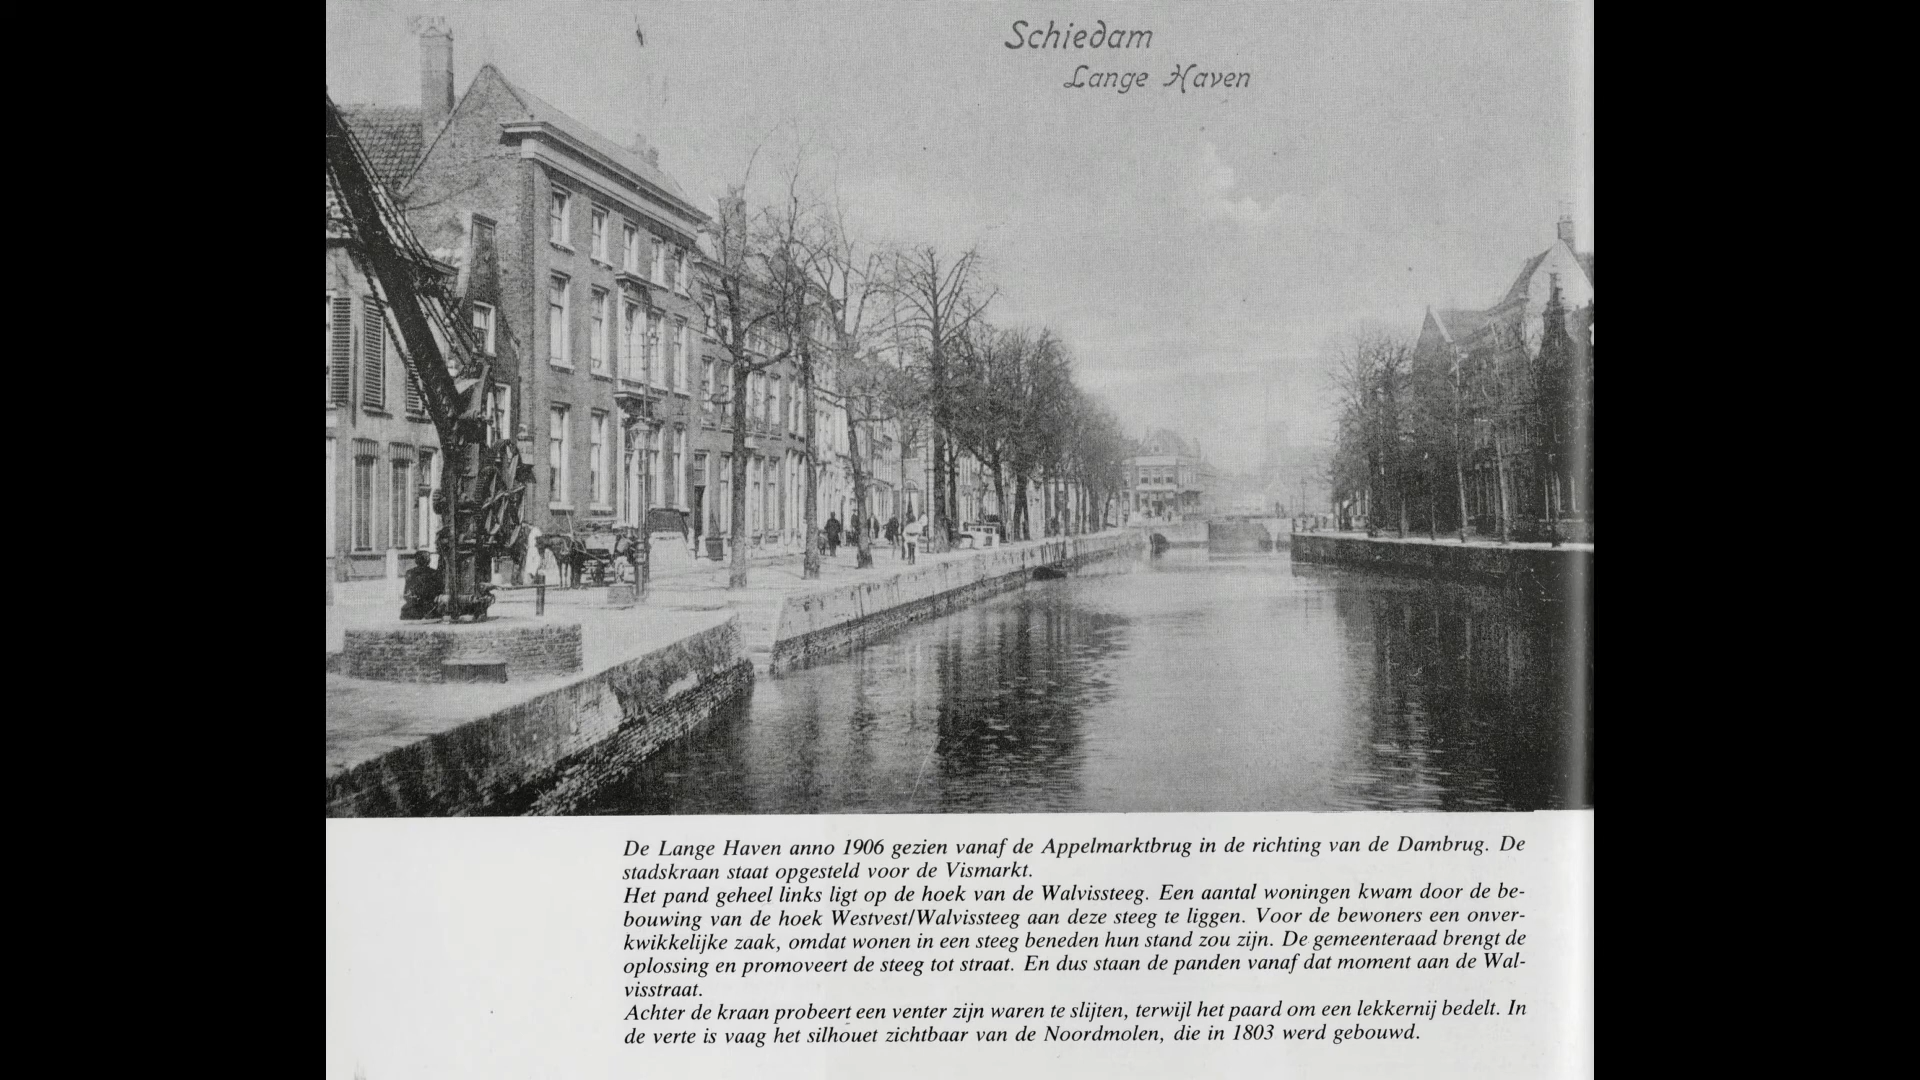 Schiedam
Lange Haven
De Lange Haven anno 1906 gezien vanaf de Appelmarktbrug in de richting van de Dambrug. De
stadskraan staat opgesteld voor de Vismarkt.
Het pand geheel links ligt op de hoek van de Walvissteeg. Een aantal woningen kwam door de be-
bouwing van de hoek Westvest/Walvissteeg aan deze steeg te liggen. Voor de bewoners een onver-
kwikkelijke zaak, omdat wonen in een steeg beneden hun stand zou zijn. De gemeenteraad brengt de
oplossing en promoveert de steeg tot straat. En dus staan de panden vanaf dat moment aan de Wal-
visstraat.
Achter de kraan probeert een venter zijn waren te slijten, terwijl het paard om een lekkernij bedelt. In
de verte is vaag het silhouet zichtbaar van de Noordmolen, die in 1803 werd gebouwd.